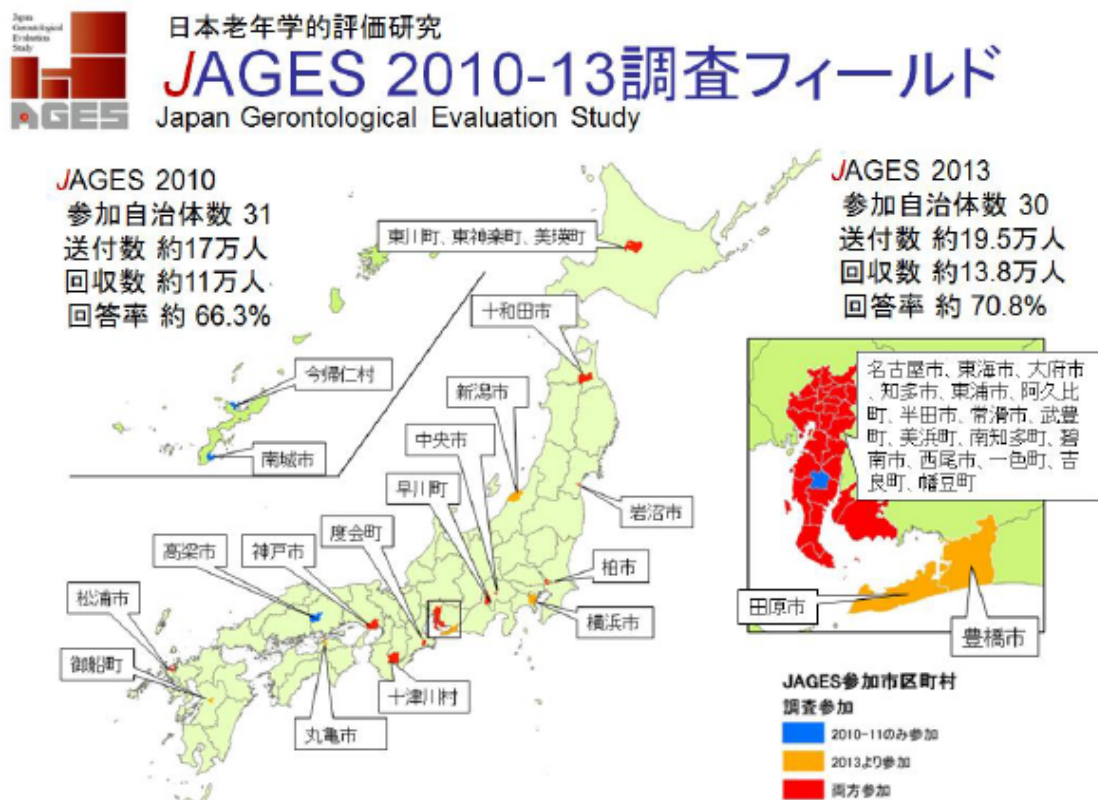 Japan
Gerontological
Evaluation
Study
AGES
日本老年学的評価研究
JAGES 2010-13調査フィールド
Japan Gerontological Evaluation Study
JAGES 2010
参加自治体数 31
送付数 約17万人
回収数 約11万人
回答率 約 66.3%
JAGES 2013
参加自治体数 30
送付数 約19.5万人
回収数 約13.8万人
回答率 約 70.8%
東川町、東神楽町、美瑛町
十和田市
今帰仁村
新潟市
中央市
南城市
早川町
岩沼市
度会町
高梁市
神戸市
柏市
松浦市
横浜市
御船町
十津川村
丸亀市
名古屋市、東海市、大府市
、知多市、東浦市、阿久比
町、半田市、常滑市、武豊
町、美浜町、南知多町、碧
南市、西尾市、一色町、吉
良町、幡豆町
田原市
豊橋市
JAGES参加市区町村
調査参加
2010-11のみ参加
2013より参加
両方参加